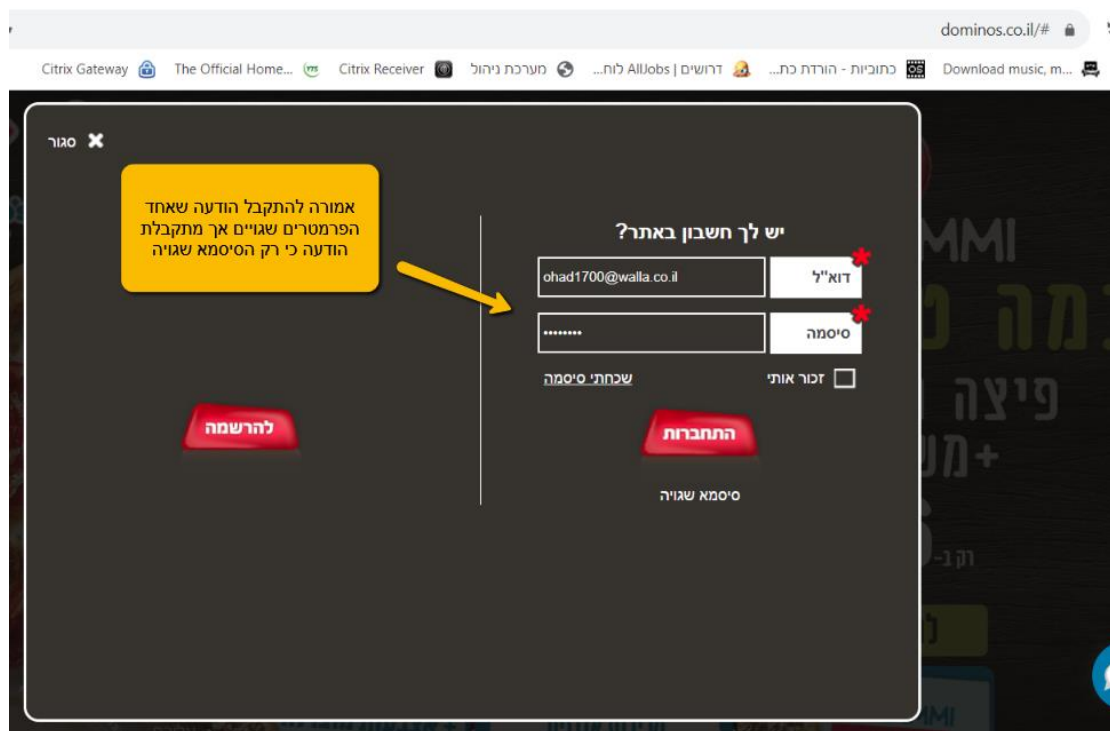 dominos.co.il/#
Citrix Gateway The Official Home... Citrix Receiver מערכת ניהול דרושים | AllJobs לוח... כתוביות - הורדת כת... Download music, m...
סגור
אמורה להתקבל הודעה שאחד
הפרמטרים שגויים אך מתקבלת
הודעה כי רק הסיסמא שגויה
יש לך חשבון באתר?
דוא"ל ohad1700@walla.co.il
סיסמה ••••••••
זכור אותי שכחתי סיסמה
התחברות
להרשמה
סיסמא שגויה
פיצה
רק ב-